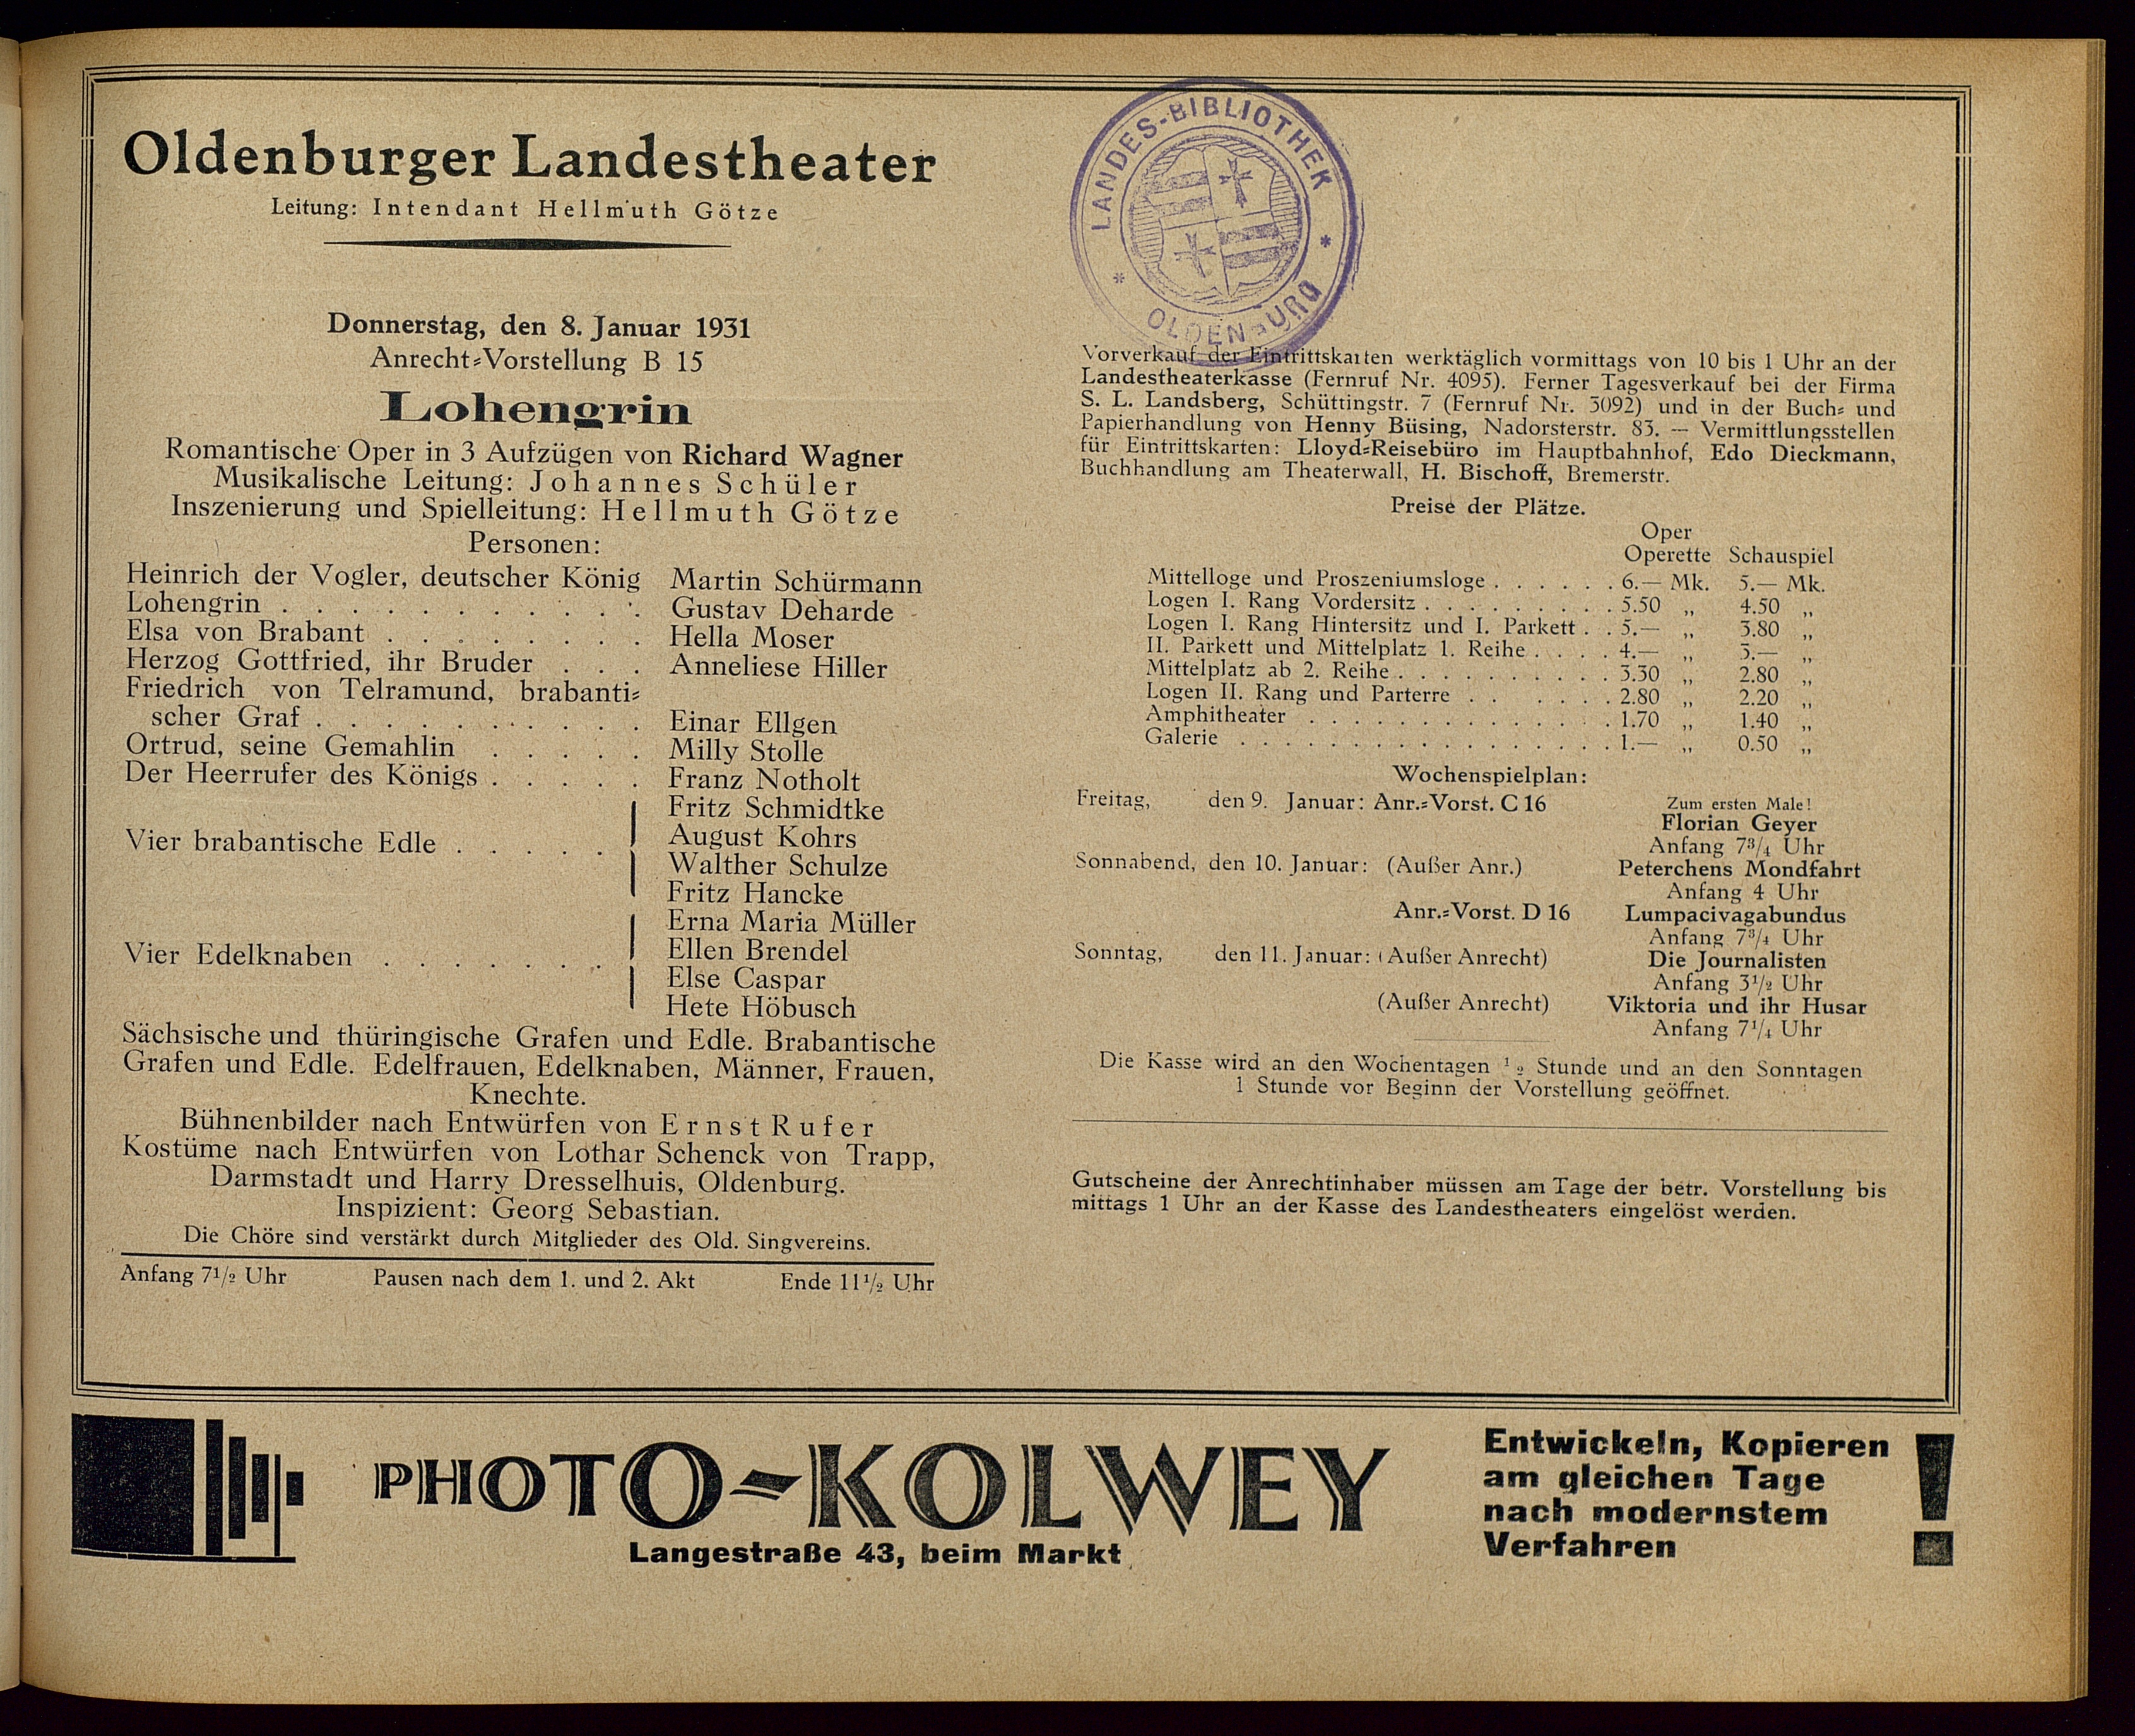 Oldenburger Landestheater
Leitung: Intendant Hellmuth Götze
Donnerstag, den 8. Januar 1931
Anrecht-Vorstellung B 15
Lohengrin
Romantische Oper in 3 Aufzügen von Richard Wagner
Musikalische Leitung: Johannes Schüler
Inszenierung und Spielleitung: Hellmuth Götze
Personen:
Heinrich der Vogler, deutscher König Martin Schürmann
Lohengrin . . . . . . . . . . . . . Gustav Deharde
Elsa von Brabant . . . . . . . . Hella Moser
Herzog Gottfried, ihr Bruder . . . Anneliese Hiller
Friedrich von Telramund, brabanti-
scher Graf . . . . . . . . . . . Einar Ellgen
Ortrud, seine Gemahlin . . . . . Milly Stolle
Der Heerrufer des Königs . . . . . Franz Notholt
Fritz Schmidtke
August Kohrs
Vier brabantische Edle . . . . .
Walther Schulze
Fritz Hancke
Erna Maria Müller
Ellen Brendel
Vier Edelknaben . . . . . . .
Else Caspar
Hete Höbusch
Sächsische und thüringische Grafen und Edle. Brabantische
Grafen und Edle. Edelfrauen, Edelknaben, Männer, Frauen,
Knechte.
Bühnenbilder nach Entwürfen von Ernst Rufer
Kostüme nach Entwürfen von Lothar Schenck von Trapp,
Darmstadt und Harry Dresselhuis, Oldenburg.
Inspizient: Georg Sebastian.
Die Chöre sind verstärkt durch Mitglieder des Old. Singvereins.
Anfang 7½ Uhr Pausen nach dem 1. und 2. Akt Ende 11½ Uhr
LANDES-BIBLIOTHEK
* OLDENBURG *
Vorverkauf der Eintrittskarten werktäglich vormittags von 10 bis 1 Uhr an der
Landestheaterkasse (Fernruf Nr. 4095). Ferner Tagesverkauf bei der Firma
S. L. Landsberg, Schüttingstr. 7 (Fernruf Nr. 3092) und in der Buch- und
Papierhandlung von Henny Büsing, Nadorsterstr. 83. — Vermittlungsstellen
für Eintrittskarten: Lloyd-Reisebüro im Hauptbahnhof, Edo Dieckmann,
Buchhandlung am Theaterwall, H. Bischoff, Bremerstr.
Preise der Plätze.
Oper
Operette Schauspiel
Mittelloge und Proszeniumsloge . . . . . . 6.— Mk. 5.— Mk.
Logen I. Rang Vordersitz . . . . . . . . . 5.50 „ 4.50 „
Logen I. Rang Hintersitz und I. Parkett . . 5.— „ 3.80 „
II. Parkett und Mittelplatz 1. Reihe . . . . 4.— „ 3.— „
Mittelplatz ab 2. Reihe . . . . . . . . . . 3.30 „ 2.80 „
Logen II. Rang und Parterre . . . . . . . 2.80 „ 2.20 „
Amphitheater . . . . . . . . . . . . . . 1.70 „ 1.40 „
Galerie . . . . . . . . . . . . . . . . . 1.— „ 0.50 „
Wochenspielplan:
Freitag, den 9. Januar: Anr.-Vorst. C 16 Zum ersten Male!
Florian Geyer
Anfang 7¾ Uhr
Sonnabend, den 10. Januar: (Außer Anr.) Peterchens Mondfahrt
Anfang 4 Uhr
Anr.-Vorst. D 16 Lumpacivagabundus
Anfang 7¾ Uhr
Sonntag, den 11. Januar: (Außer Anrecht) Die Journalisten
Anfang 3½ Uhr
(Außer Anrecht) Viktoria und ihr Husar
Anfang 7¼ Uhr
Die Kasse wird an den Wochentagen ½ Stunde und an den Sonntagen
1 Stunde vor Beginn der Vorstellung geöffnet.
Gutscheine der Anrechtinhaber müssen am Tage der betr. Vorstellung bis
mittags 1 Uhr an der Kasse des Landestheaters eingelöst werden.
PHOTO-KOLWEY
Langestraße 43, beim Markt
Entwickeln, Kopieren
am gleichen Tage
nach modernstem
Verfahren !